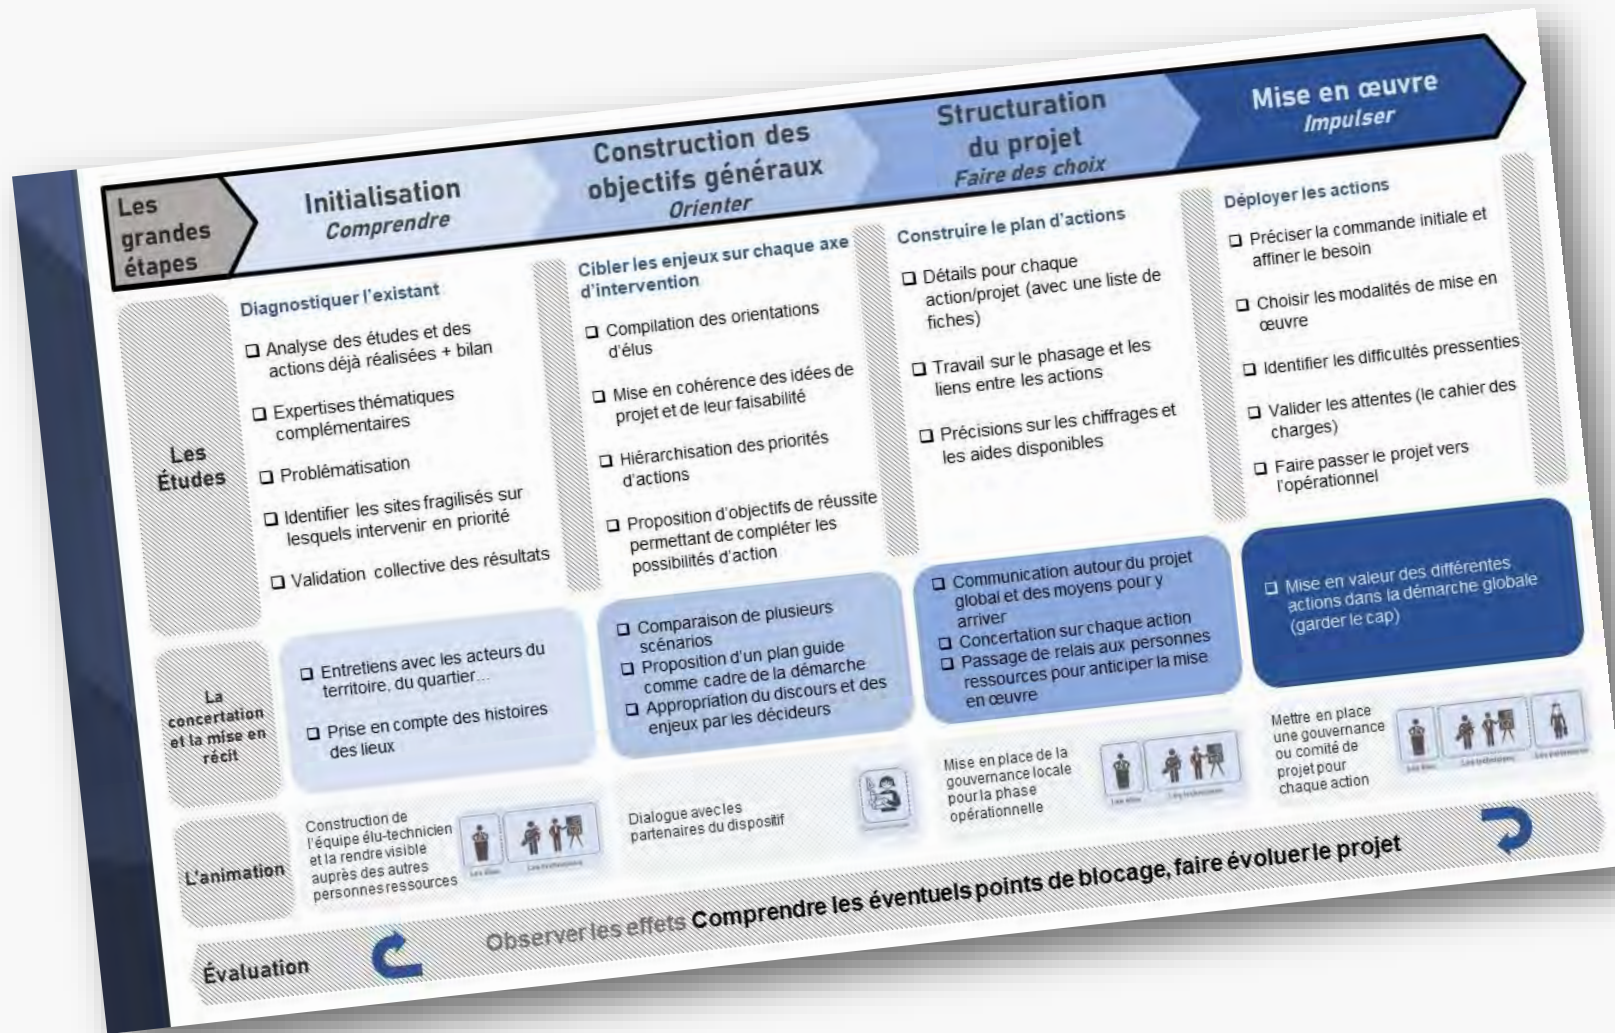 Les
grandes
étapes
Initialisation
Comprendre
Construction des
objectifs généraux
Orienter
Structuration
du projet
Faire des choix
Mise en œuvre
Impulser
Les
Études
Diagnostiquer l'existant
❑ Analyse des études et des
actions déjà réalisées + bilan
❑ Expertises thématiques
complémentaires
❑ Problématisation
❑ Identifier les sites fragilisés sur
lesquels intervenir en priorité
❑ Validation collective des résultats
Cibler les enjeux sur chaque axe
d'intervention
❑ Compilation des orientations
d'élus
❑ Mise en cohérence des idées de
projet et de leur faisabilité
❑ Hiérarchisation des priorités
d'actions
❑ Proposition d'objectifs de réussite
permettant de compléter les
possibilités d'action
Construire le plan d'actions
❑ Détails pour chaque
action/projet (avec une liste de
fiches)
❑ Travail sur le phasage et les
liens entre les actions
❑ Précisions sur les chiffrages et
les aides disponibles
Déployer les actions
❑ Préciser la commande initiale et
affiner le besoin
❑ Choisir les modalités de mise en
œuvre
❑ Identifier les difficultés pressenties
❑ Valider les attentes (le cahier des
charges)
❑ Faire passer le projet vers
l'opérationnel
La
concertation
et la mise en
récit
❑ Entretiens avec les acteurs du
territoire, du quartier…
❑ Prise en compte des histoires
des lieux
❑ Comparaison de plusieurs
scénarios
❑ Proposition d'un plan guide
comme cadre de la démarche
❑ Appropriation du discours et des
enjeux par les décideurs
❑ Communication autour du projet
global et des moyens pour y
arriver
❑ Concertation sur chaque action
❑ Passage de relais aux personnes
ressources pour anticiper la mise
en œuvre
❑ Mise en valeur des différentes
actions dans la démarche globale
(garder le cap)
L'animation
Construction de
l'équipe élu-technicien
et la rendre visible
auprès des autres
personnes ressources
Les élus
Les techniciens
Dialogue avec les
partenaires du dispositif
Mise en place de la
gouvernance locale
pour la phase
opérationnelle
Les élus
Les techniciens
Mettre en place
une gouvernance
ou comité de
projet pour
chaque action
Les élus
Les techniciens
Les partenaires
Évaluation
Observer les effets Comprendre les éventuels points de blocage, faire évoluer le projet